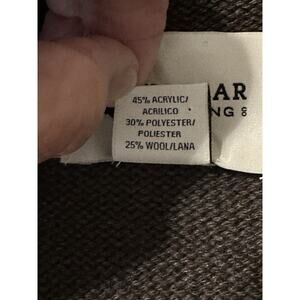 45% ACRYLIC/
ACRILICO
30% POLYESTER/
POLIESTER
25% WOOL/LANA
AR
NG &